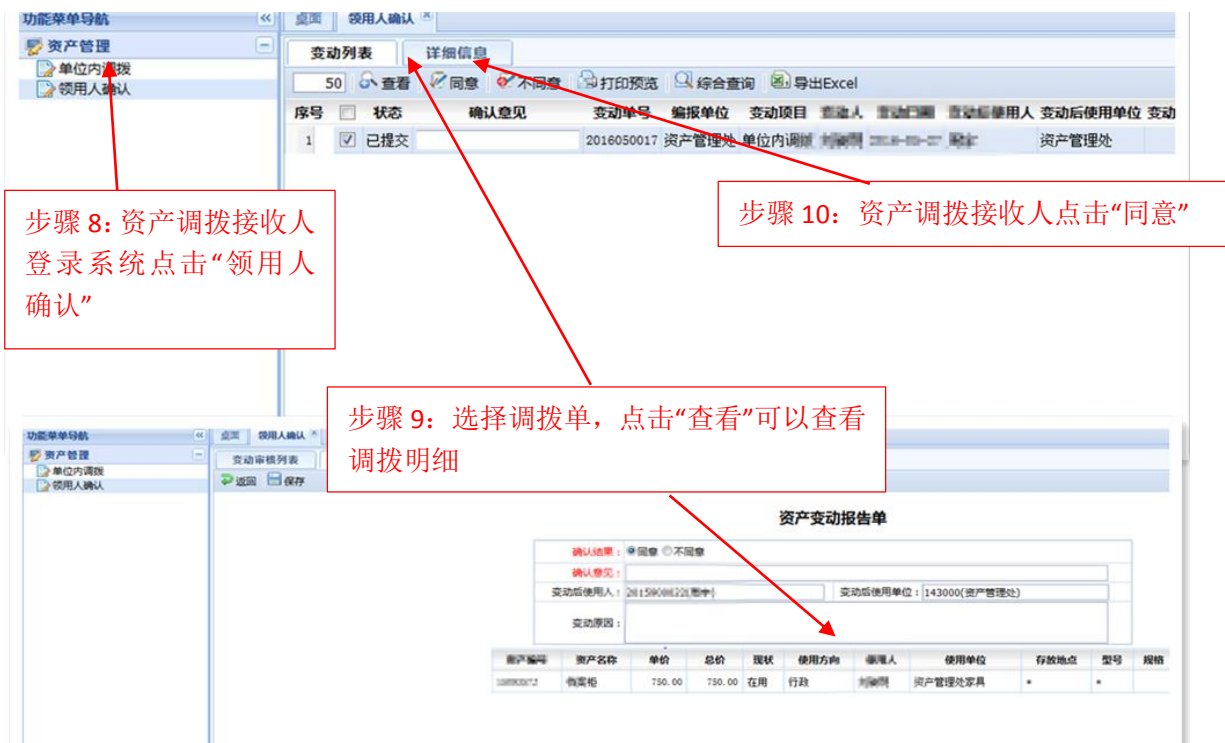 功能菜单导航
桌面 领用人确认
资产管理
单位内调拨
领用人确认
变动列表 详细信息
50 查看 同意 不同意 打印预览 综合查询 导出Excel
序号 状态 确认意见 变动单号 编报单位 变动项目 使用人 变动后使用单位 变动
1 已提交 2016050017 资产管理处 单位内调 资产管理处
步骤 8：资产调拨接收人
登录系统点击“领用人
确认”
步骤 10：资产调拨接收人点击“同意”
步骤 9：选择调拨单，点击“查看”可以查看
调拨明细
功能菜单导航
桌面 领用人确认
资产管理
单位内调拨
领用人确认
变动审核列表
返回 保存
资产变动报告单
确认结果： 同意 不同意
确认意见：
变动后使用人： 变动后使用单位：143000(资产管理处)
变动原因：
资产名称 单价 总价 现状 使用方向 使用单位 存放地点 型号 规格
档案柜 750.00 750.00 在用 行政 资产管理处家具 * *